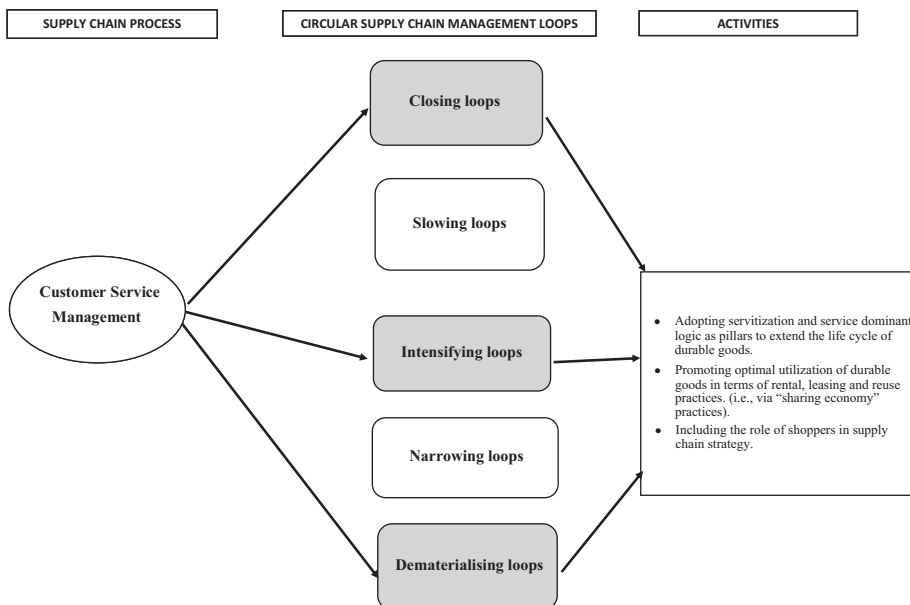 SUPPLY CHAIN PROCESS
CIRCULAR SUPPLY CHAIN MANAGEMENT LOOPS
ACTIVITIES
Closing loops
Slowing loops
Customer Service
Management
Intensifying loops
Narrowing loops
Dematerialising loops
● Adopting servitization and service dominant
logic as pillars to extend the life cycle of
durable goods.
● Promoting optimal utilization of durable
goods in terms of rental, leasing and reuse
practices. (i.e., via “sharing economy”
practices).
● Including the role of shoppers in supply
chain strategy.